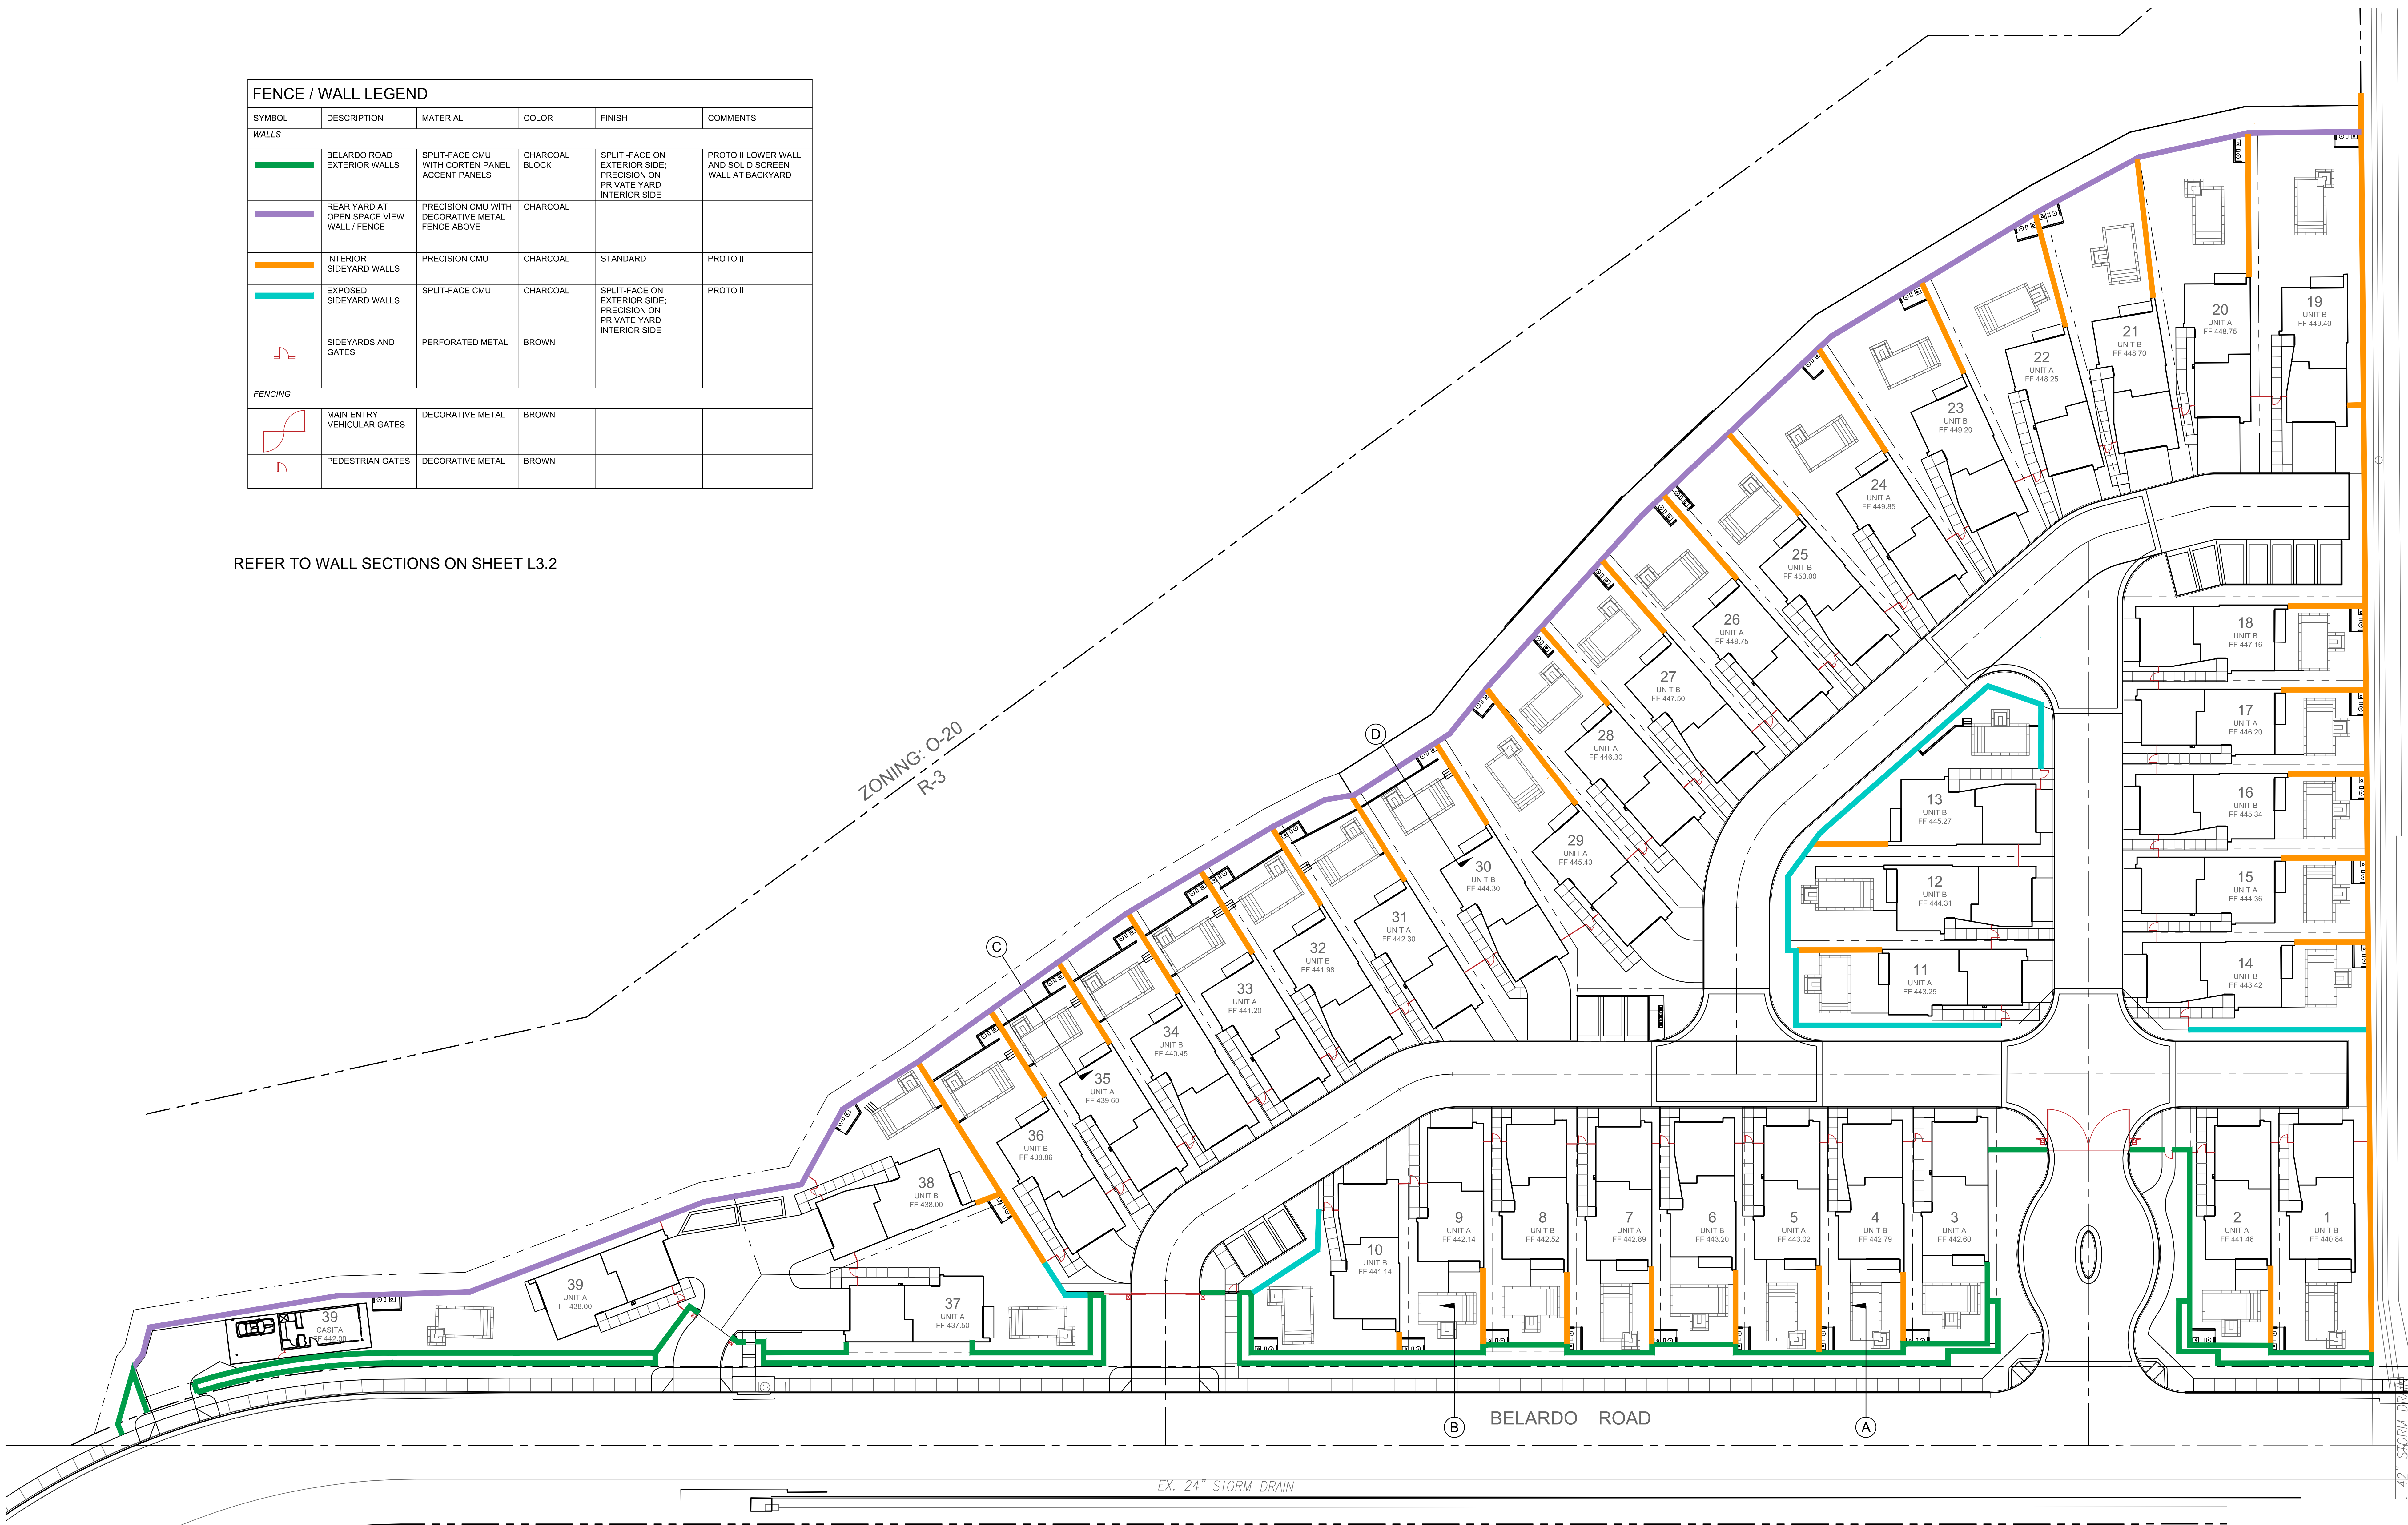 FENCE / WALL LEGEND
SYMBOL DESCRIPTION MATERIAL COLOR FINISH COMMENTS
WALLS
BELARDO ROAD
EXTERIOR WALLS
SPLIT-FACE CMU
WITH CORTEN PANEL
ACCENT PANELS
CHARCOAL
BLOCK
SPLIT -FACE ON
EXTERIOR SIDE;
PRECISION ON
PRIVATE YARD
INTERIOR SIDE
PROTO II LOWER WALL
AND SOLID SCREEN
WALL AT BACKYARD
REAR YARD AT
OPEN SPACE VIEW
WALL / FENCE
PRECISION CMU WITH
DECORATIVE METAL
FENCE ABOVE
CHARCOAL
INTERIOR
SIDEYARD WALLS
PRECISION CMU
CHARCOAL
STANDARD
PROTO II
EXPOSED
SIDEYARD WALLS
SPLIT-FACE CMU
CHARCOAL
SPLIT-FACE ON
EXTERIOR SIDE;
PRECISION ON
PRIVATE YARD
INTERIOR SIDE
PROTO II
SIDEYARDS AND
GATES
PERFORATED METAL
BROWN
FENCING
MAIN ENTRY
VEHICULAR GATES
DECORATIVE METAL
BROWN
PEDESTRIAN GATES
DECORATIVE METAL
BROWN
REFER TO WALL SECTIONS ON SHEET L3.2
ZONING: O-20
R-3
19
UNIT B
FF 449.40
20
UNIT A
FF 448.75
21
UNIT B
FF 448.70
22
UNIT A
FF 448.25
23
UNIT B
FF 449.20
24
UNIT A
FF 449.85
25
UNIT B
FF 450.00
26
UNIT A
FF 448.75
27
UNIT B
FF 447.50
28
UNIT A
FF 446.30
29
UNIT A
FF 445.40
30
UNIT B
FF 444.30
31
UNIT A
FF 442.30
32
UNIT B
FF 441.98
33
UNIT A
FF 441.20
34
UNIT B
FF 440.45
35
UNIT A
FF 439.60
36
UNIT B
FF 438.86
38
UNIT B
FF 438.00
37
UNIT A
FF 437.50
39
UNIT A
FF 438.00
39
CASITA
FF 442.00
18
UNIT B
FF 447.16
17
UNIT A
FF 446.20
16
UNIT B
FF 445.34
15
UNIT A
FF 444.36
14
UNIT B
FF 443.42
13
UNIT B
FF 445.27
12
UNIT B
FF 444.31
11
UNIT A
FF 443.25
10
UNIT B
FF 441.14
9
UNIT A
FF 442.14
8
UNIT B
FF 442.52
7
UNIT A
FF 442.89
6
UNIT B
FF 443.20
5
UNIT A
FF 443.02
4
UNIT B
FF 442.79
3
UNIT A
FF 442.60
2
UNIT A
FF 441.46
1
UNIT B
FF 440.84
D
C
B
A
BELARDO ROAD
EX. 24" STORM DRAIN
42" STORM DRAIN